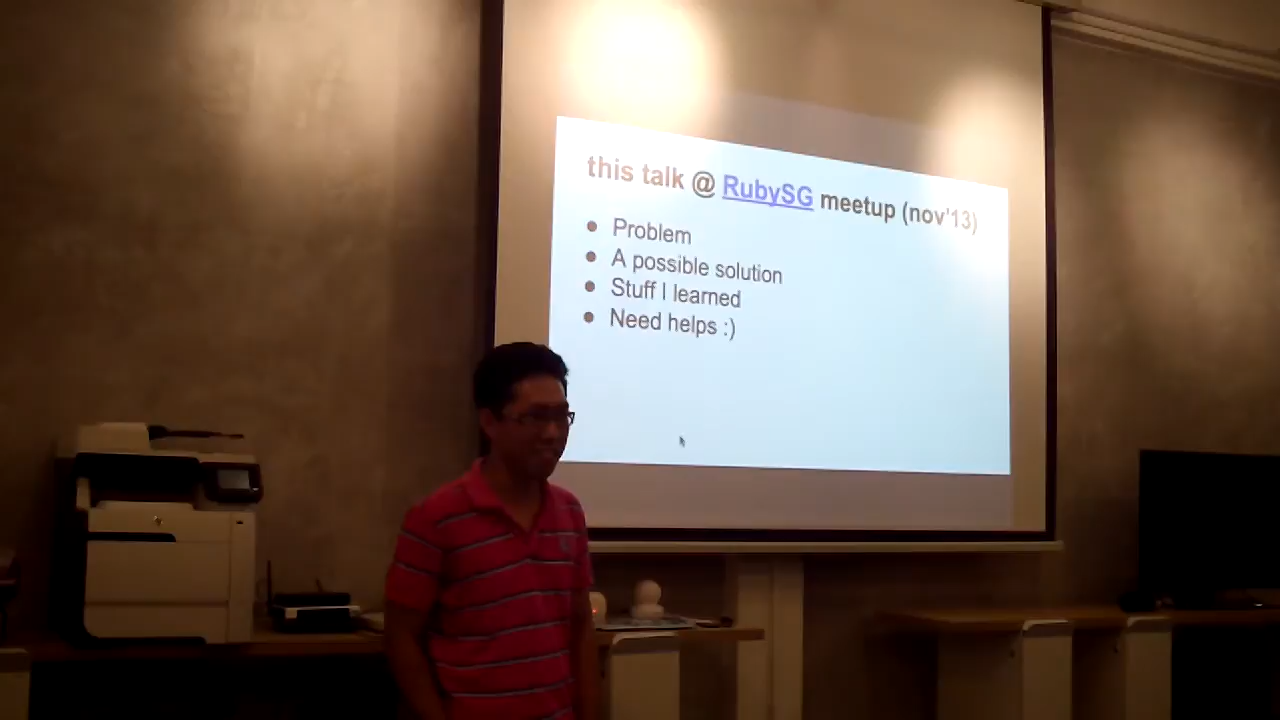 this talk @ RubySG meetup (nov'13)
● Problem
● A possible solution
● Stuff I learned
● Need helps :)